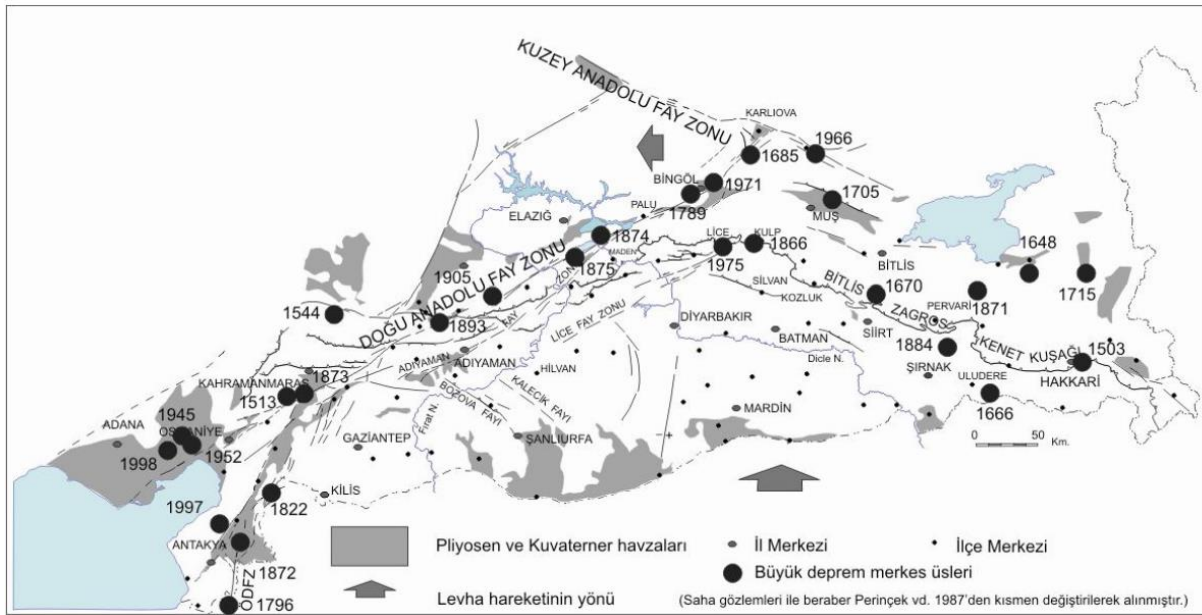 KUZEY ANADOLU FAY ZONU
KARLIOVA
1966
1685
BİNGÖL
1971
1705
1789
MUŞ
PALU
ELAZIĞ
1874
LİCE
KULP
1866
1648
MADEN
1975
BİTLİS
1875
1905
DOĞU ANADOLU FAY ZONU
SİLVAN
1670
BİTLİS ZAGROS KENET KUŞAĞI
1715
KOZLUK
PERVARİ
1871
1544
1893
FAY ZONU
LİCE FAY ZONU
DİYARBAKIR
BATMAN
SİİRT
1884
1503
ADIYAMAN
ADIYAMAN
Dicle N.
ŞIRNAK
HAKKARİ
KAHRAMANMARAŞ
1873
HİLVAN
ULUDERE
1513
BOZOVA FAYI
KALECİK FAYI
1666
1945
MARDİN
0 50 Km.
ADANA
OSMANİYE
GAZİANTEP
Fırat N.
ŞANLIURFA
1998
1952
KİLİS
1997
1822
ANTAKYA
1872
ÖDFZ
1796
Pliyosen ve Kuvaterner havzaları
İl Merkezi
İlçe Merkezi
Büyük deprem merkes üsleri
Levha hareketinin yönü
(Saha gözlemleri ile beraber Perinçek vd. 1987'den kısmen değiştirilerek alınmıştır.)